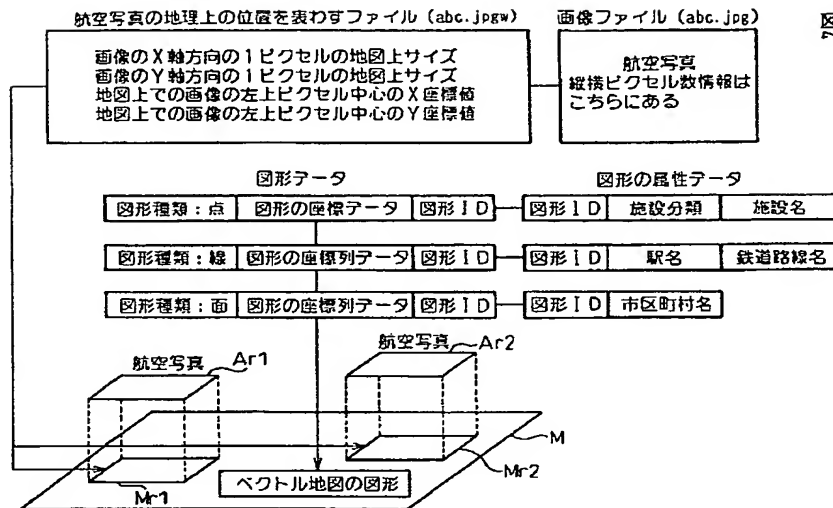 航空写真の地理上の位置を表わすファイル(abc.jpgw)
画像のX軸方向の1ピクセルの地図上サイズ
画像のY軸方向の1ピクセルの地図上サイズ
地図上での画像の左上ピクセル中心のX座標値
地図上での画像の左上ピクセル中心のY座標値
画像ファイル(abc.jpg)
航空写真
縦横ピクセル数情報は
こちらにある
図7
図形データ
図形の属性データ
図形種類:点 図形の座標データ 図形ID 図形ID 施設分類 施設名
図形種類:線 図形の座標列データ 図形ID 図形ID 駅名 鉄道路線名
図形種類:面 図形の座標列データ 図形ID 図形ID 市区町村名
航空写真 Ar1
航空写真 Ar2
M
Mr2
Mr1
ベクトル地図の図形